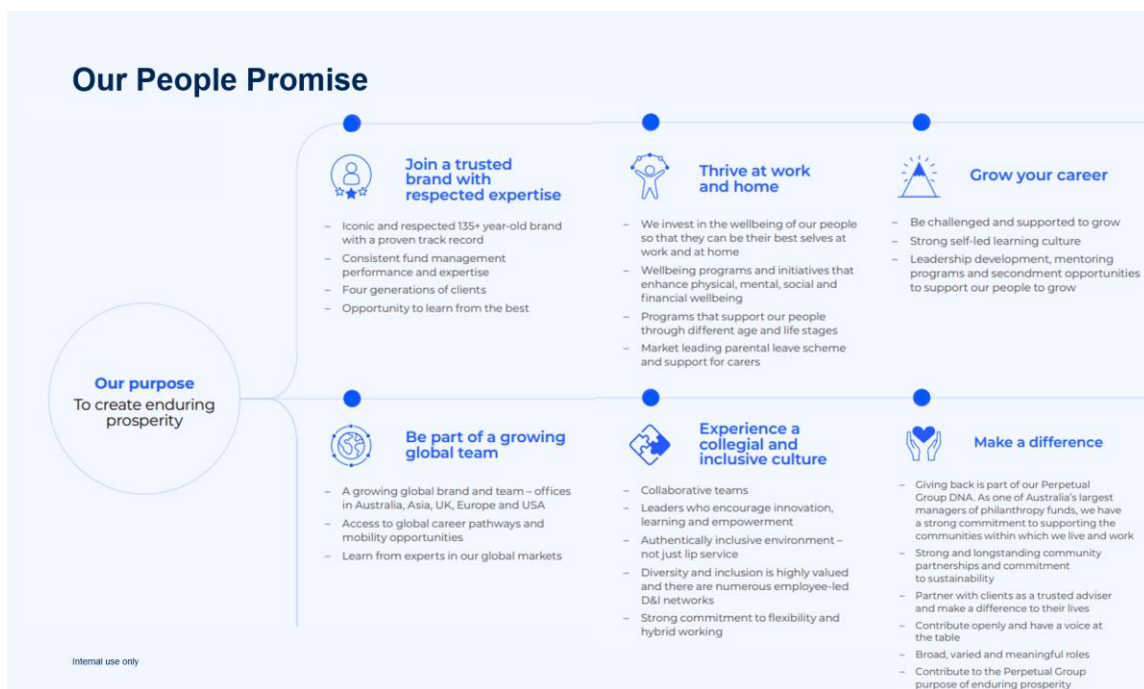 Our People Promise
Our purpose
To create enduring
prosperity
Join a trusted
brand with
respected expertise
– Iconic and respected 135+ year-old brand
with a proven track record
– Consistent fund management
performance and expertise
– Four generations of clients
– Opportunity to learn from the best
Thrive at work
and home
– We invest in the wellbeing of our people
so that they can be their best selves at
work and at home
– Wellbeing programs and initiatives that
enhance physical, mental, social and
financial wellbeing
– Programs that support our people
through different age and life stages
– Market leading parental leave scheme
and support for carers
Grow your career
– Be challenged and supported to grow
– Strong self-led learning culture
– Leadership development, mentoring
programs and secondment opportunities
to support our people to grow
Be part of a growing
global team
– A growing global brand and team – offices
in Australia, Asia, UK, Europe and USA
– Access to global career pathways and
mobility opportunities
– Learn from experts in our global markets
Experience a
collegial and
inclusive culture
– Collaborative teams
– Leaders who encourage innovation,
learning and empowerment
– Authentically inclusive environment –
not just lip service
– Diversity and inclusion is highly valued
and there are numerous employee-led
D&I networks
– Strong commitment to flexibility and
hybrid working
Make a difference
– Giving back is part of our Perpetual
Group DNA. As one of Australia's largest
managers of philanthropy funds, we have
a strong commitment to supporting the
communities within which we live and work
– Strong and longstanding community
partnerships and commitment
to sustainability
– Partner with clients as a trusted adviser
and make a difference to their lives
– Contribute openly and have a voice at
the table
– Broad, varied and meaningful roles
– Contribute to the Perpetual Group
purpose of enduring prosperity
Internal use only